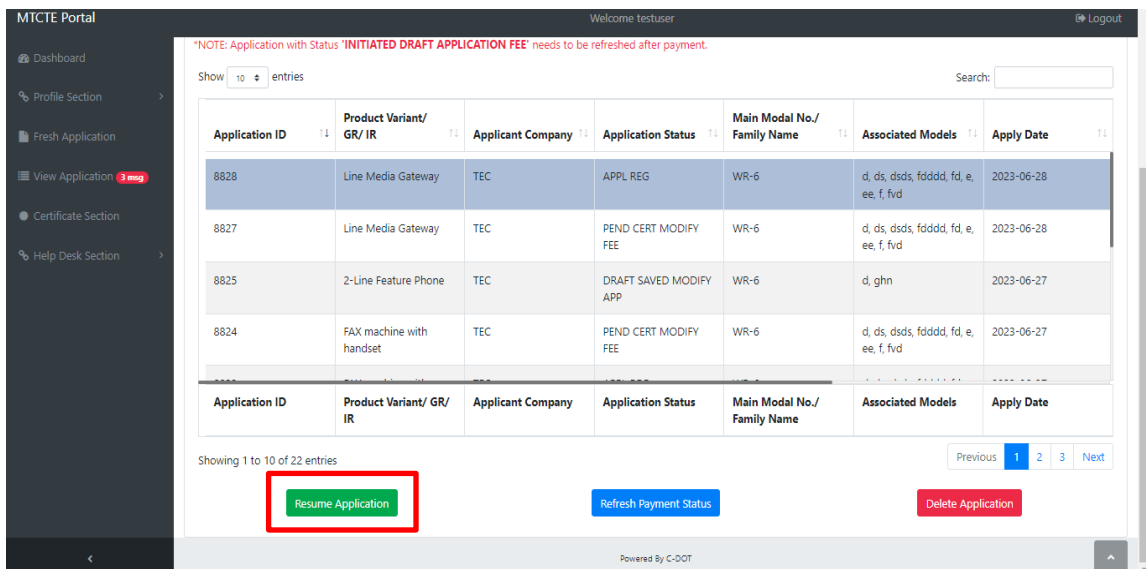 MTCTE Portal
Welcome testuser
Logout
Dashboard
Profile Section
Fresh Application
View Application 3 msg
Certificate Section
Help Desk Section
*NOTE: Application with Status 'INITIATED DRAFT APPLICATION FEE' needs to be refreshed after payment.
Show 10 entries
Search:
Application ID
Product Variant/
GR/ IR
Applicant Company
Application Status
Main Modal No./
Family Name
Associated Models
Apply Date
8828
Line Media Gateway
TEC
APPL REG
WR-6
d, ds, dsds, fdddd, fd, e,
ee, f, fvd
2023-06-28
8827
Line Media Gateway
TEC
PEND CERT MODIFY
FEE
WR-6
d, ds, dsds, fdddd, fd, e,
ee, f, fvd
2023-06-28
8825
2-Line Feature Phone
TEC
DRAFT SAVED MODIFY
APP
WR-6
d, ghn
2023-06-27
8824
FAX machine with
handset
TEC
PEND CERT MODIFY
FEE
WR-6
d, ds, dsds, fdddd, fd, e,
ee, f, fvd
2023-06-27
Application ID
Product Variant/ GR/
IR
Applicant Company
Application Status
Main Modal No./
Family Name
Associated Models
Apply Date
Showing 1 to 10 of 22 entries
Previous 1 2 3 Next
Resume Application
Refresh Payment Status
Delete Application
Powered By C-DOT